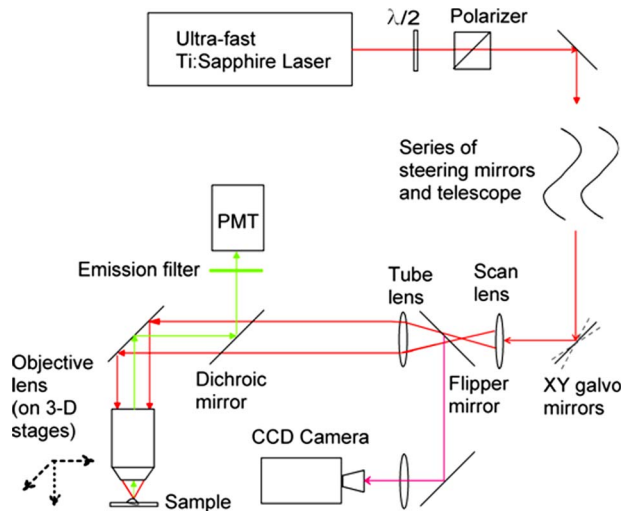 λ/2
Polarizer
Ultra-fast
Ti:Sapphire Laser
Series of
steering mirrors
and telescope
PMT
Emission filter
Tube
lens
Scan
lens
Objective
lens
(on 3-D
stages)
Dichroic
mirror
Flipper
mirror
XY galvo
mirrors
CCD Camera
Sample